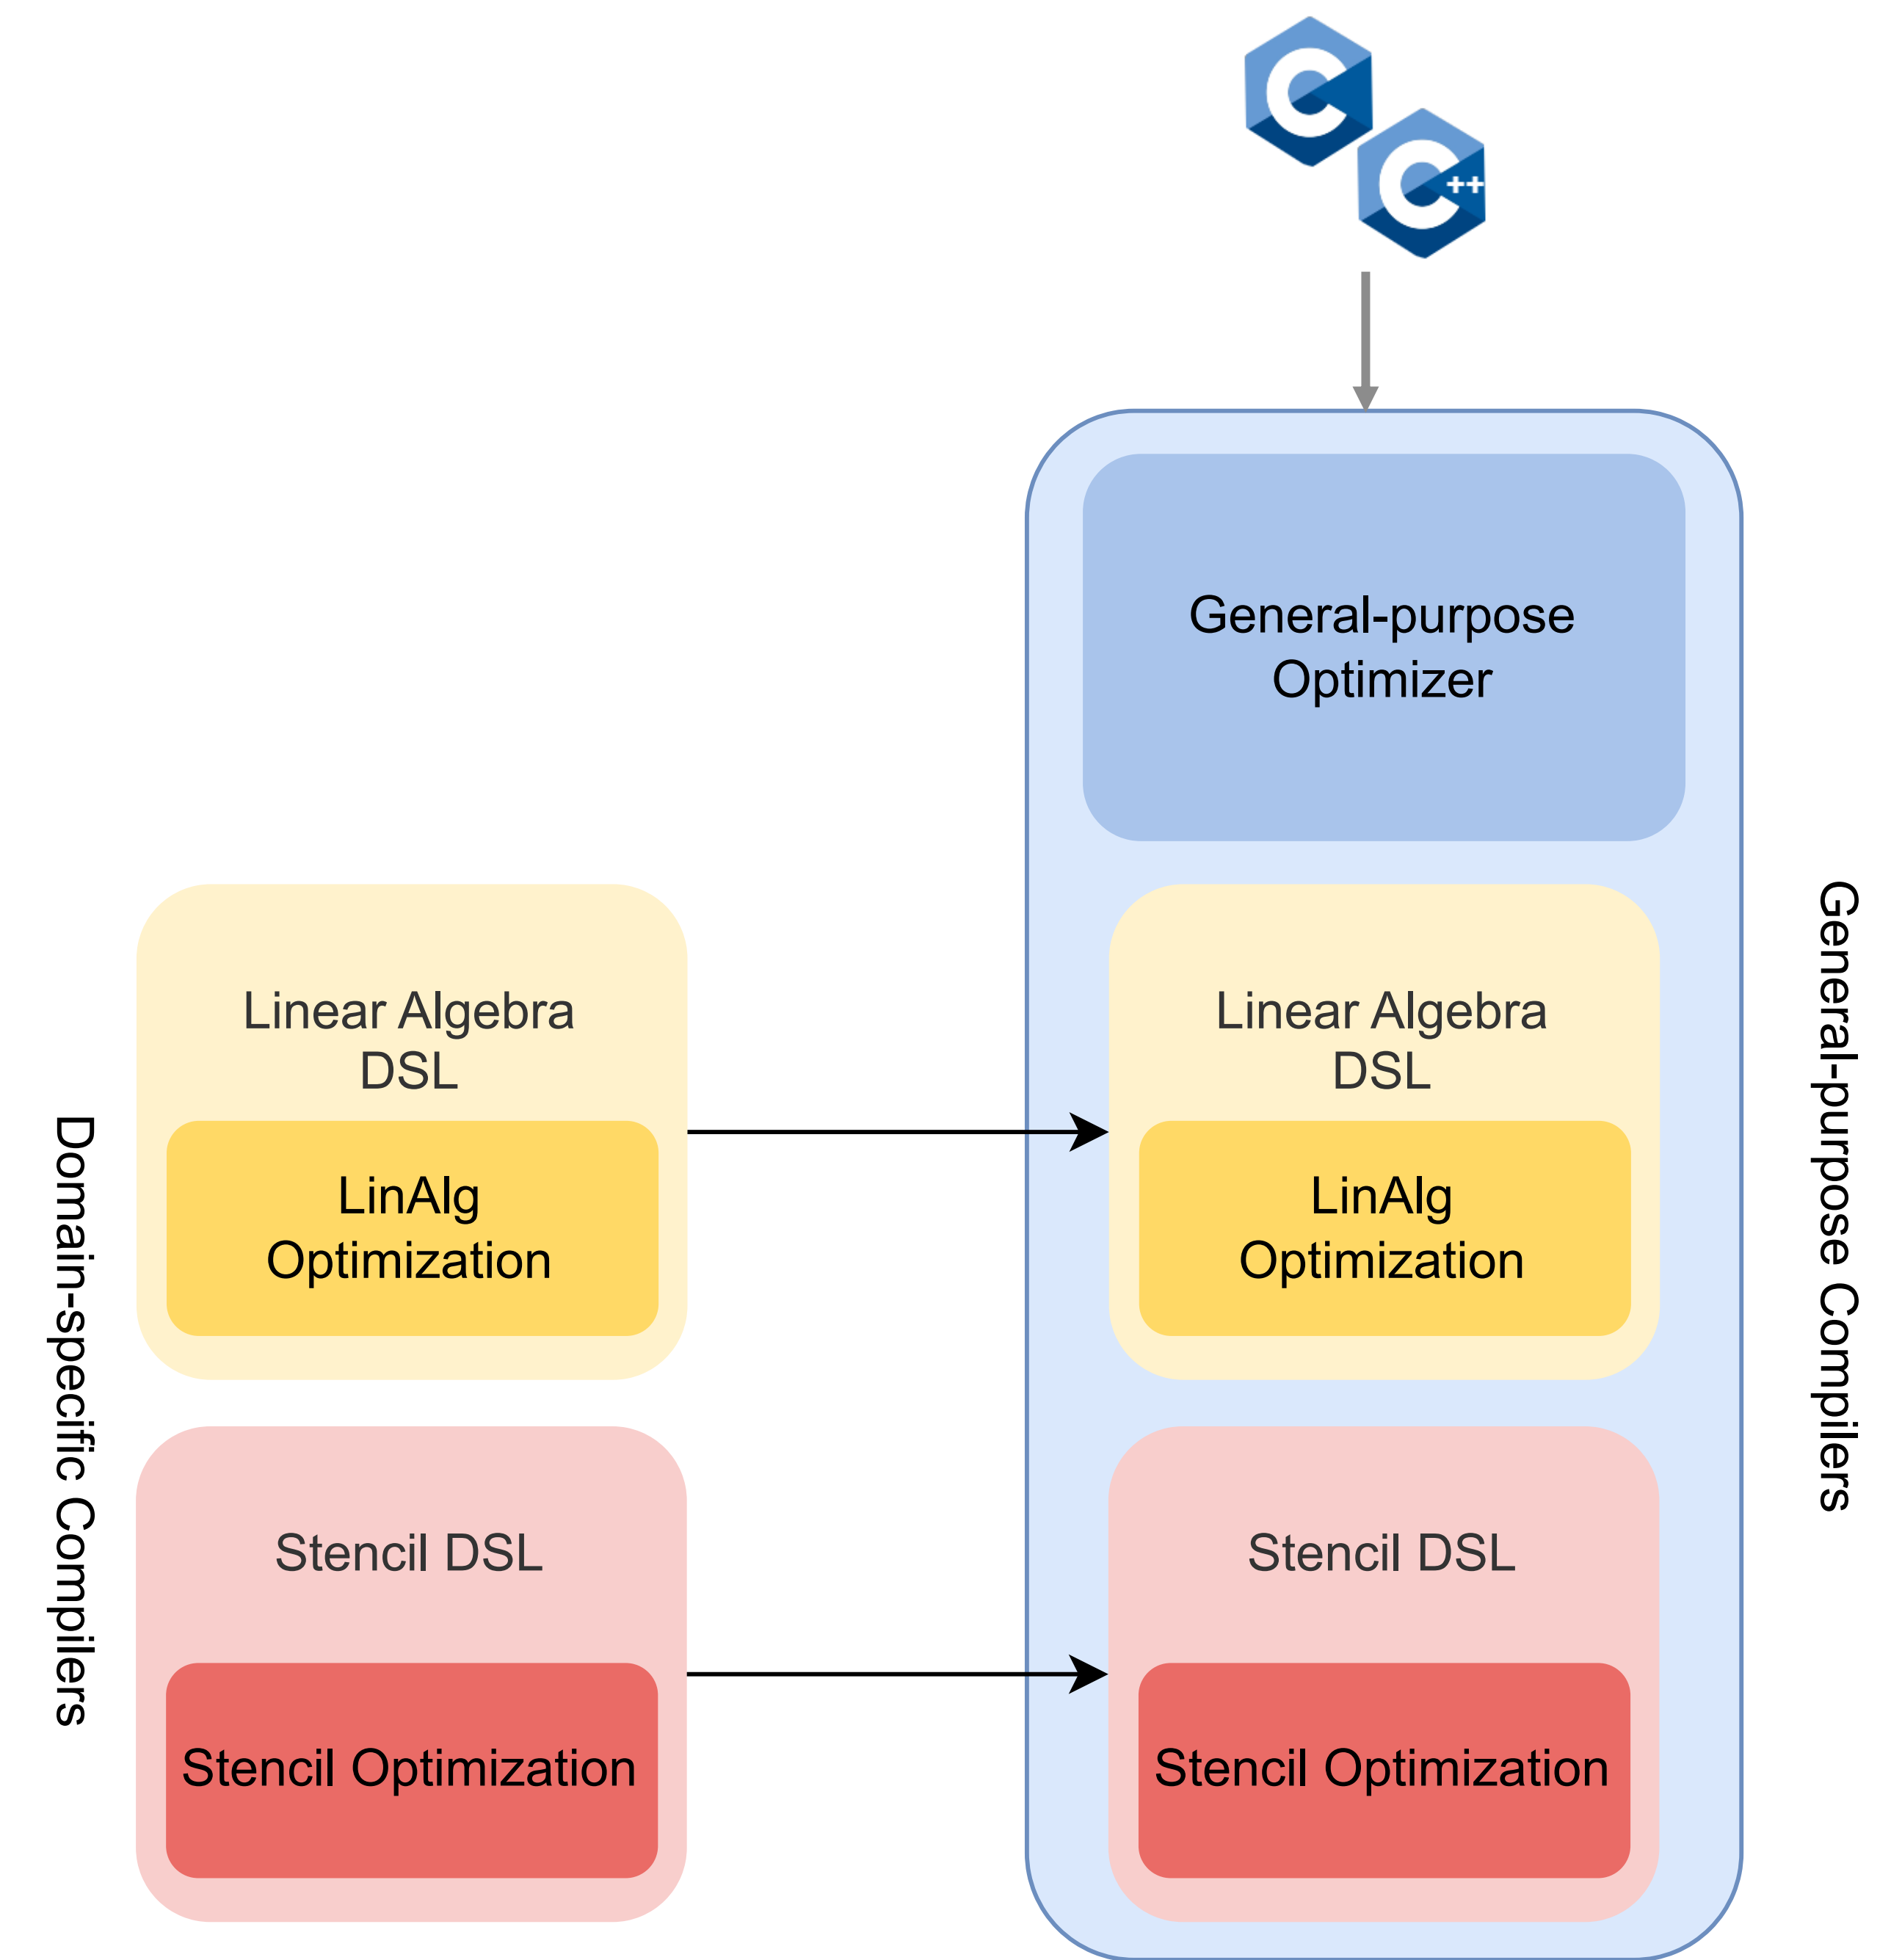 C
C++
General-purpose
Optimizer
Linear Algebra
DSL
LinAlg
Optimization
Stencil DSL
Stencil Optimization
Linear Algebra
DSL
LinAlg
Optimization
Stencil DSL
Stencil Optimization
Domain-specific Compilers
General-purpose Compilers